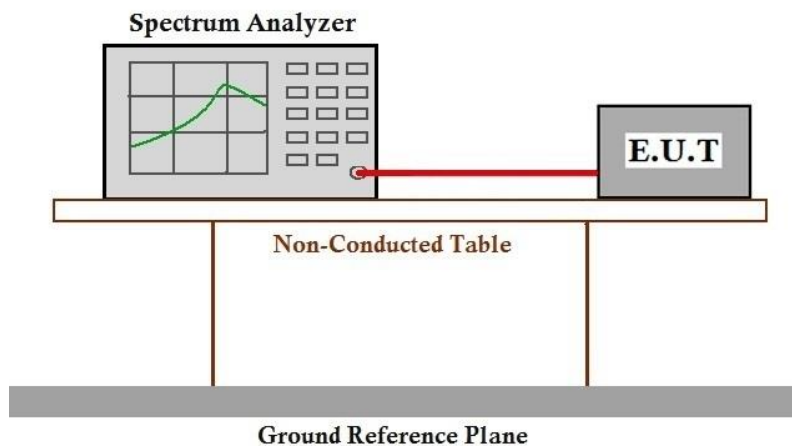 Spectrum Analyzer
E.U.T
Non-Conducted Table
Ground Reference Plane